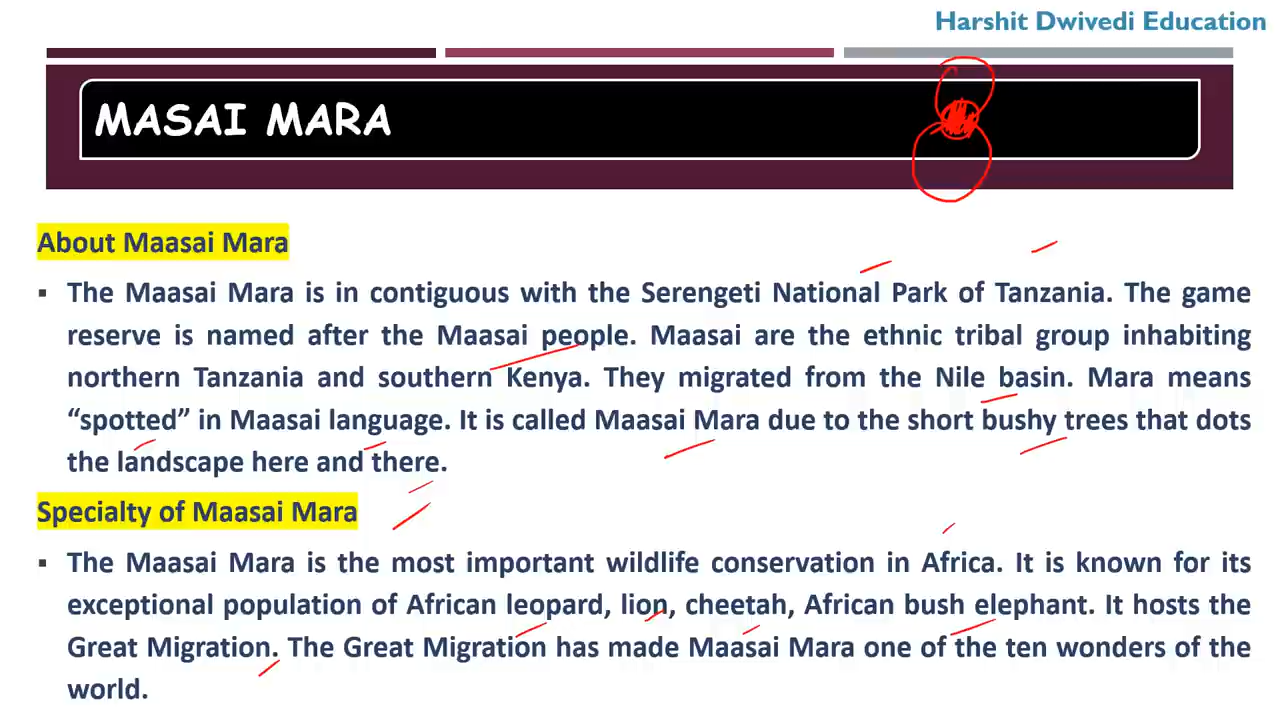 Harshit Dwivedi Education
MASAI MARA
About Maasai Mara
▪ The Maasai Mara is in contiguous with the Serengeti National Park of Tanzania. The game
reserve is named after the Maasai people. Maasai are the ethnic tribal group inhabiting
northern Tanzania and southern Kenya. They migrated from the Nile basin. Mara means
“spotted” in Maasai language. It is called Maasai Mara due to the short bushy trees that dots
the landscape here and there.
Specialty of Maasai Mara
▪ The Maasai Mara is the most important wildlife conservation in Africa. It is known for its
exceptional population of African leopard, lion, cheetah, African bush elephant. It hosts the
Great Migration. The Great Migration has made Maasai Mara one of the ten wonders of the
world.